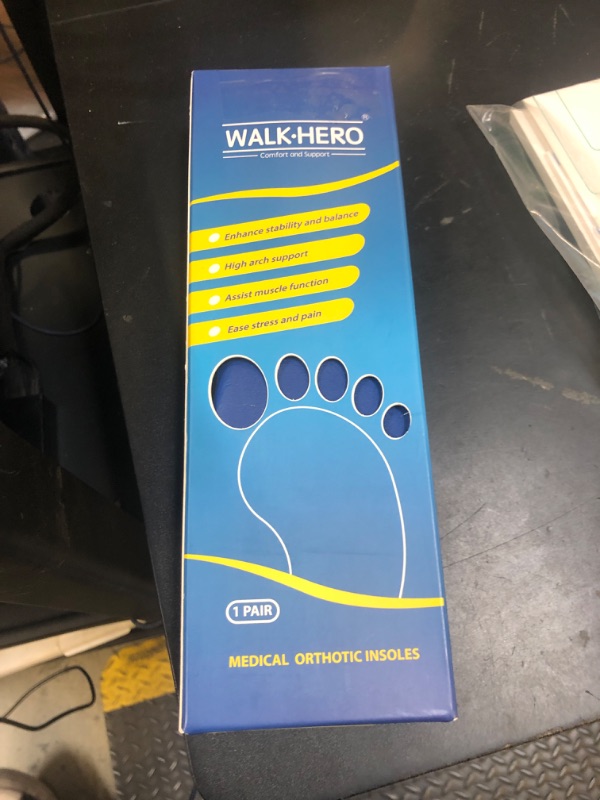 WALK·HERO®
Comfort and Support
Enhance stability and balance
High arch support
Assist muscle function
Ease stress and pain
1 PAIR
MEDICAL ORTHOTIC INSOLES